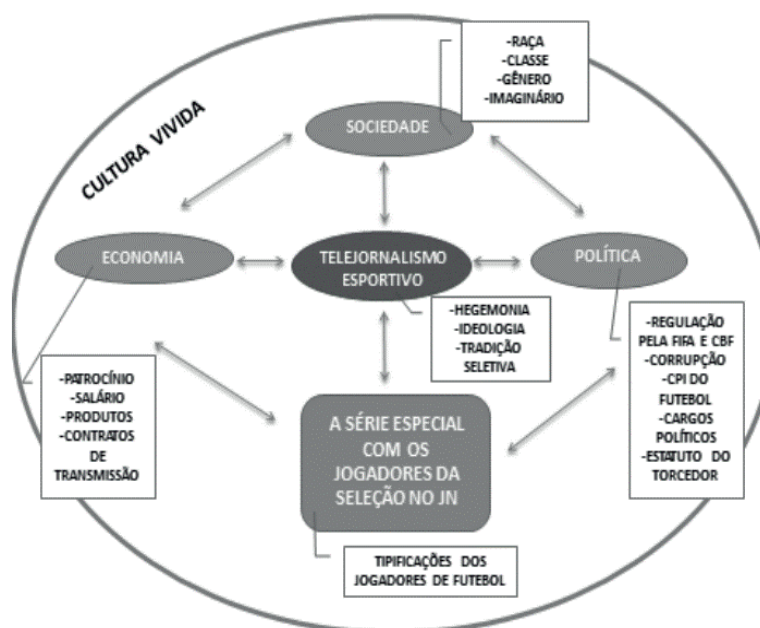 -RAÇA
-CLASSE
-GÊNERO
-IMAGINÁRIO
CULTURA VIVIDA
SOCIEDADE
ECONOMIA
TELEJORNALISMO
ESPORTIVO
POLÍTICA
-HEGEMONIA
-IDEOLOGIA
-TRADIÇÃO
SELETIVA
-REGULAÇÃO
PELA FIFA E CBF
-CORRUPÇÃO
-CPI DO
FUTEBOL
-CARGOS
POLÍTICOS
-ESTATUTO DO
TORCEDOR
-PATROCÍNIO
-SALÁRIO
-PRODUTOS
-CONTRATOS
DE
TRANSMISSÃO
A SÉRIE ESPECIAL
COM OS
JOGADORES DA
SELEÇÃO NO JN
TIPIFICAÇÕES DOS
JOGADORES DE FUTEBOL